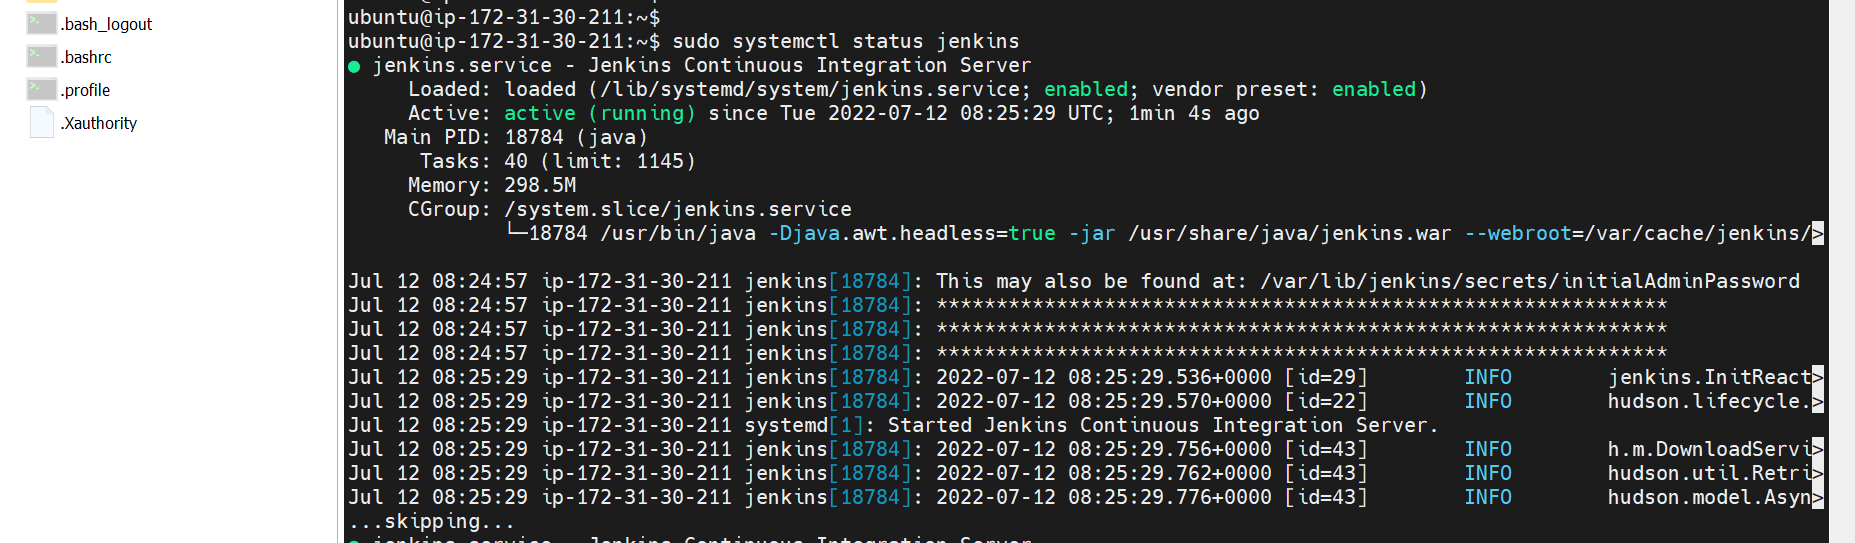 .bash_logout
.bashrc
.profile
.Xauthority
ubuntu@ip-172-31-30-211:~$
ubuntu@ip-172-31-30-211:~$ sudo systemctl status jenkins
● jenkins.service - Jenkins Continuous Integration Server
Loaded: loaded (/lib/systemd/system/jenkins.service; enabled; vendor preset: enabled)
Active: active (running) since Tue 2022-07-12 08:25:29 UTC; 1min 4s ago
Main PID: 18784 (java)
Tasks: 40 (limit: 1145)
Memory: 298.5M
CGroup: /system.slice/jenkins.service
└─18784 /usr/bin/java -Djava.awt.headless=true -jar /usr/share/java/jenkins.war --webroot=/var/cache/jenkins/>
Jul 12 08:24:57 ip-172-31-30-211 jenkins[18784]: This may also be found at: /var/lib/jenkins/secrets/initialAdminPassword
Jul 12 08:24:57 ip-172-31-30-211 jenkins[18784]: *************************************************************
Jul 12 08:24:57 ip-172-31-30-211 jenkins[18784]: *************************************************************
Jul 12 08:24:57 ip-172-31-30-211 jenkins[18784]: *************************************************************
Jul 12 08:25:29 ip-172-31-30-211 jenkins[18784]: 2022-07-12 08:25:29.536+0000 [id=29] INFO jenkins.InitReact>
Jul 12 08:25:29 ip-172-31-30-211 jenkins[18784]: 2022-07-12 08:25:29.570+0000 [id=22] INFO hudson.lifecycle.>
Jul 12 08:25:29 ip-172-31-30-211 systemd[1]: Started Jenkins Continuous Integration Server.
Jul 12 08:25:29 ip-172-31-30-211 jenkins[18784]: 2022-07-12 08:25:29.756+0000 [id=43] INFO h.m.DownloadServi>
Jul 12 08:25:29 ip-172-31-30-211 jenkins[18784]: 2022-07-12 08:25:29.762+0000 [id=43] INFO hudson.util.Retri>
Jul 12 08:25:29 ip-172-31-30-211 jenkins[18784]: 2022-07-12 08:25:29.776+0000 [id=43] INFO hudson.model.Asyn>
...skipping...
● jenkins.service - Jenkins Continuous Integration Server